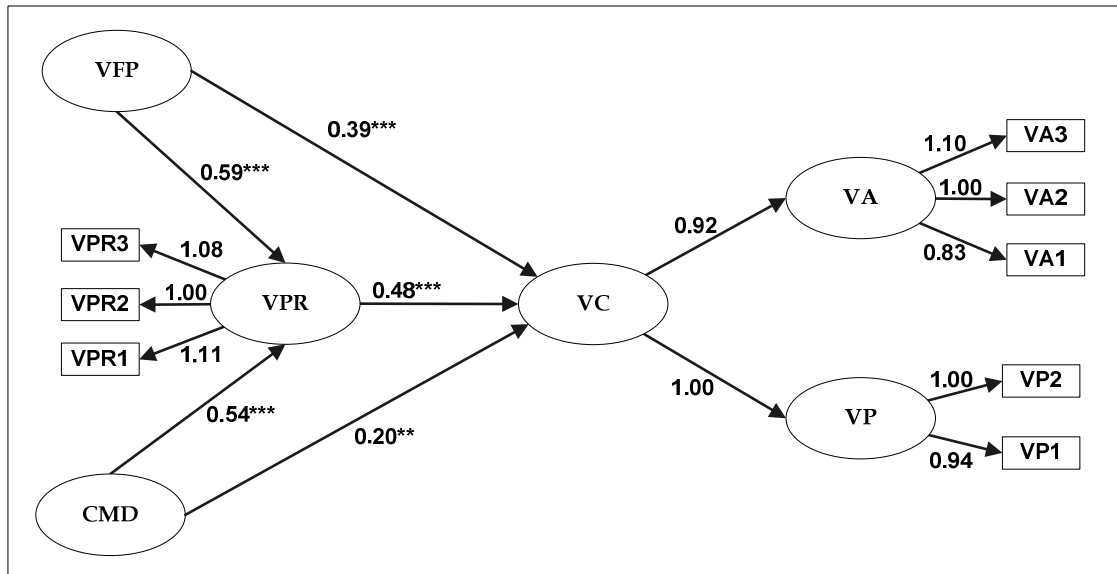 VFP
0.39***
0.59***
VPR3
1.08
VPR2
1.00
VPR1
1.11
VPR
0.48***
VC
0.54***
0.20**
CMD
0.92
VA
1.10
VA3
1.00
VA2
0.83
VA1
1.00
VP
1.00
VP2
0.94
VP1